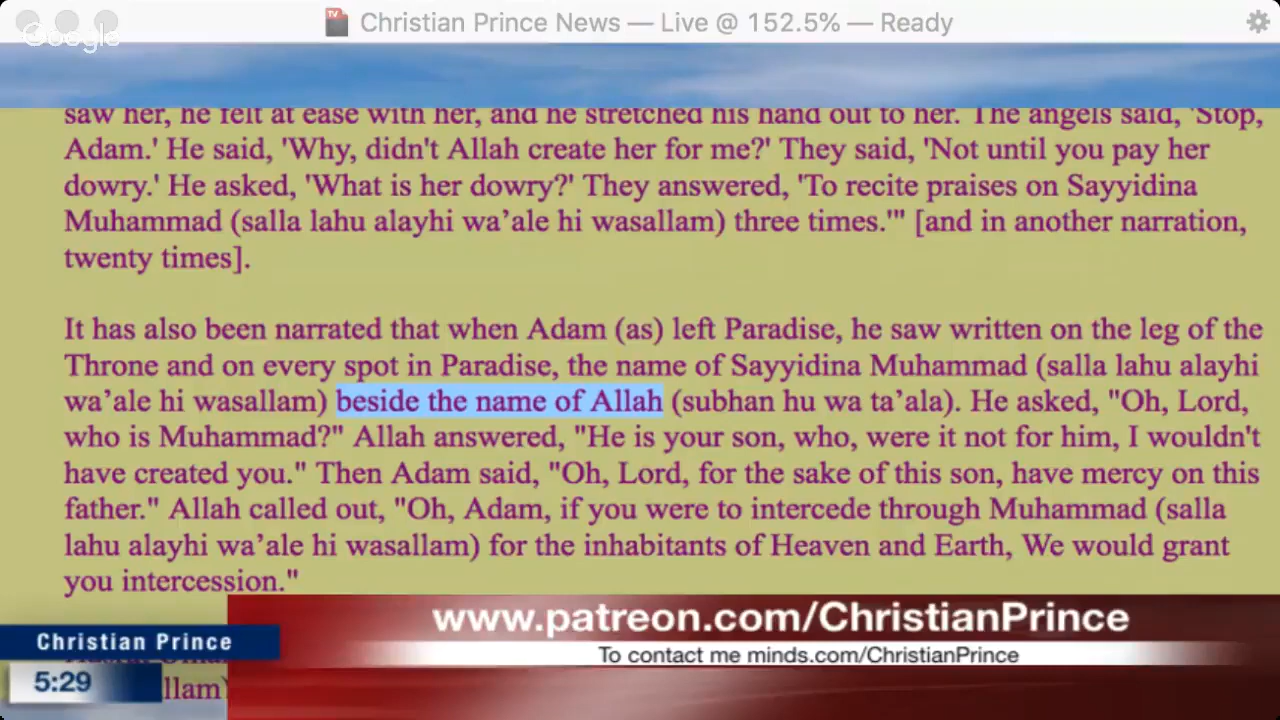 Christian Prince News — Live @ 152.5% — Ready
Google
saw her, he felt at ease with her, and he stretched his hand out to her. The angels said, 'Stop,
Adam.' He said, 'Why, didn't Allah create her for me?' They said, 'Not until you pay her
dowry.' He asked, 'What is her dowry?' They answered, 'To recite praises on Sayyidina
Muhammad (salla lahu alayhi wa’ale hi wasallam) three times.'" [and in another narration,
twenty times].
It has also been narrated that when Adam (as) left Paradise, he saw written on the leg of the
Throne and on every spot in Paradise, the name of Sayyidina Muhammad (salla lahu alayhi
wa’ale hi wasallam) beside the name of Allah (subhan hu wa ta’ala). He asked, "Oh, Lord,
who is Muhammad?" Allah answered, "He is your son, who, were it not for him, I wouldn't
have created you." Then Adam said, "Oh, Lord, for the sake of this son, have mercy on this
father." Allah called out, "Oh, Adam, if you were to intercede through Muhammad (salla
lahu alayhi wa’ale hi wasallam) for the inhabitants of Heaven and Earth, We would grant
you intercession."
www.patreon.com/ChristianPrince
Christian Prince
To contact me minds.com/ChristianPrince
5:29
llam)